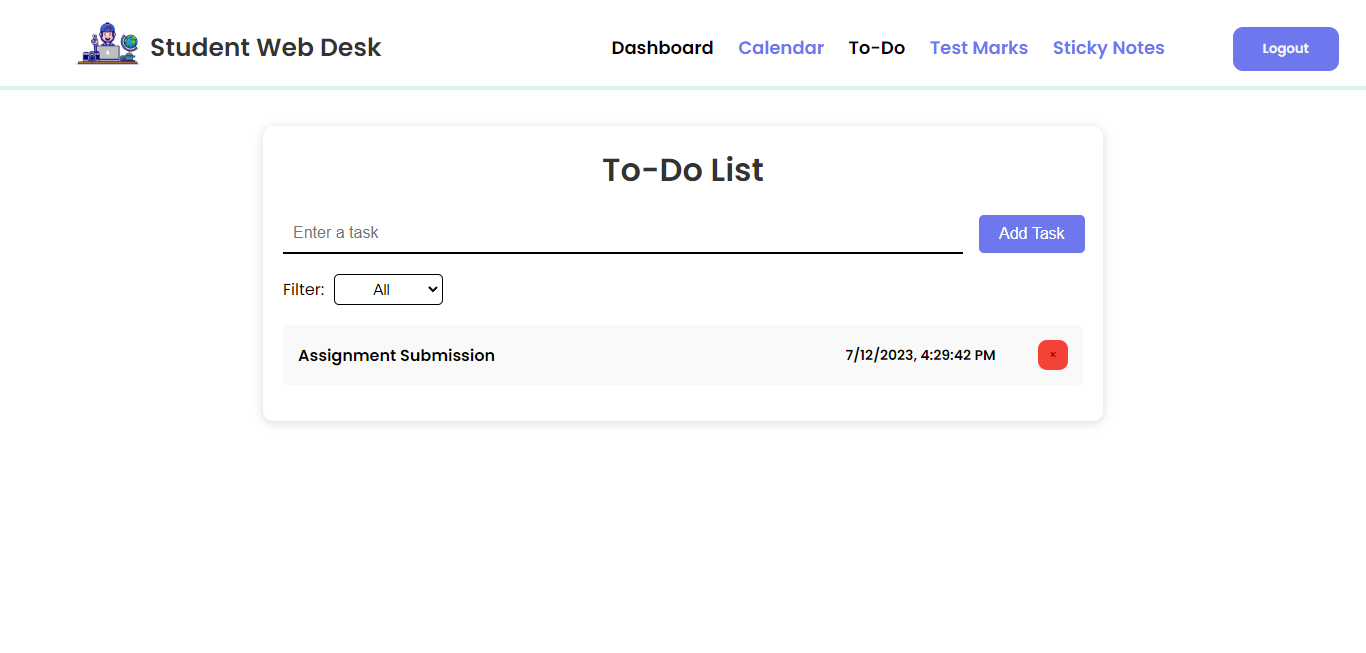 Student Web Desk
Dashboard Calendar To-Do Test Marks Sticky Notes Logout
To-Do List
Enter a task Add Task
Filter: All
Assignment Submission 7/12/2023, 4:29:42 PM ×